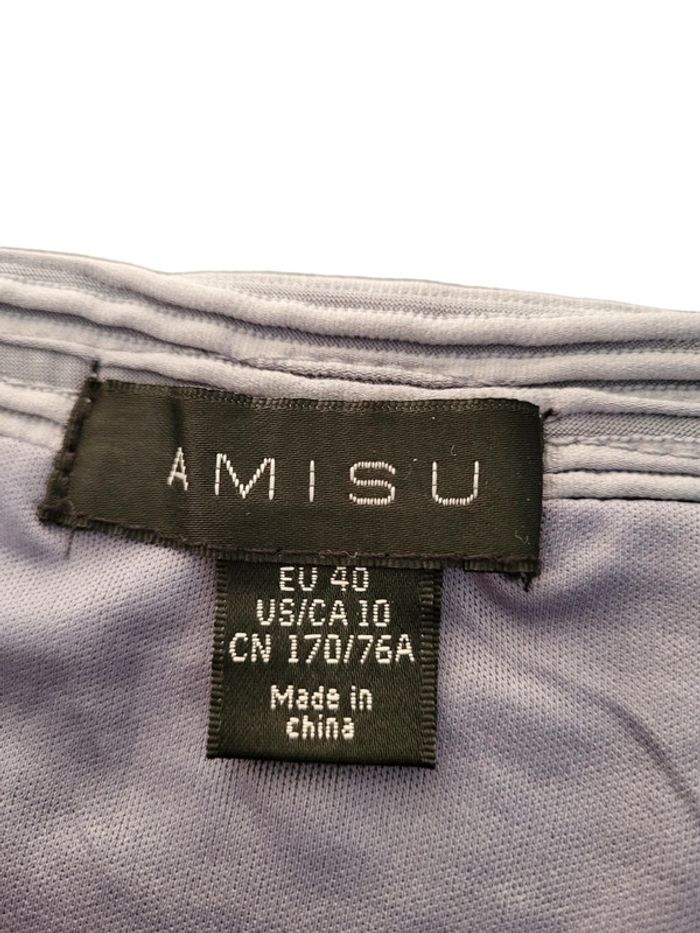 AMISU
EU 40
US/CA 10
CN 170/76A
Made in
china